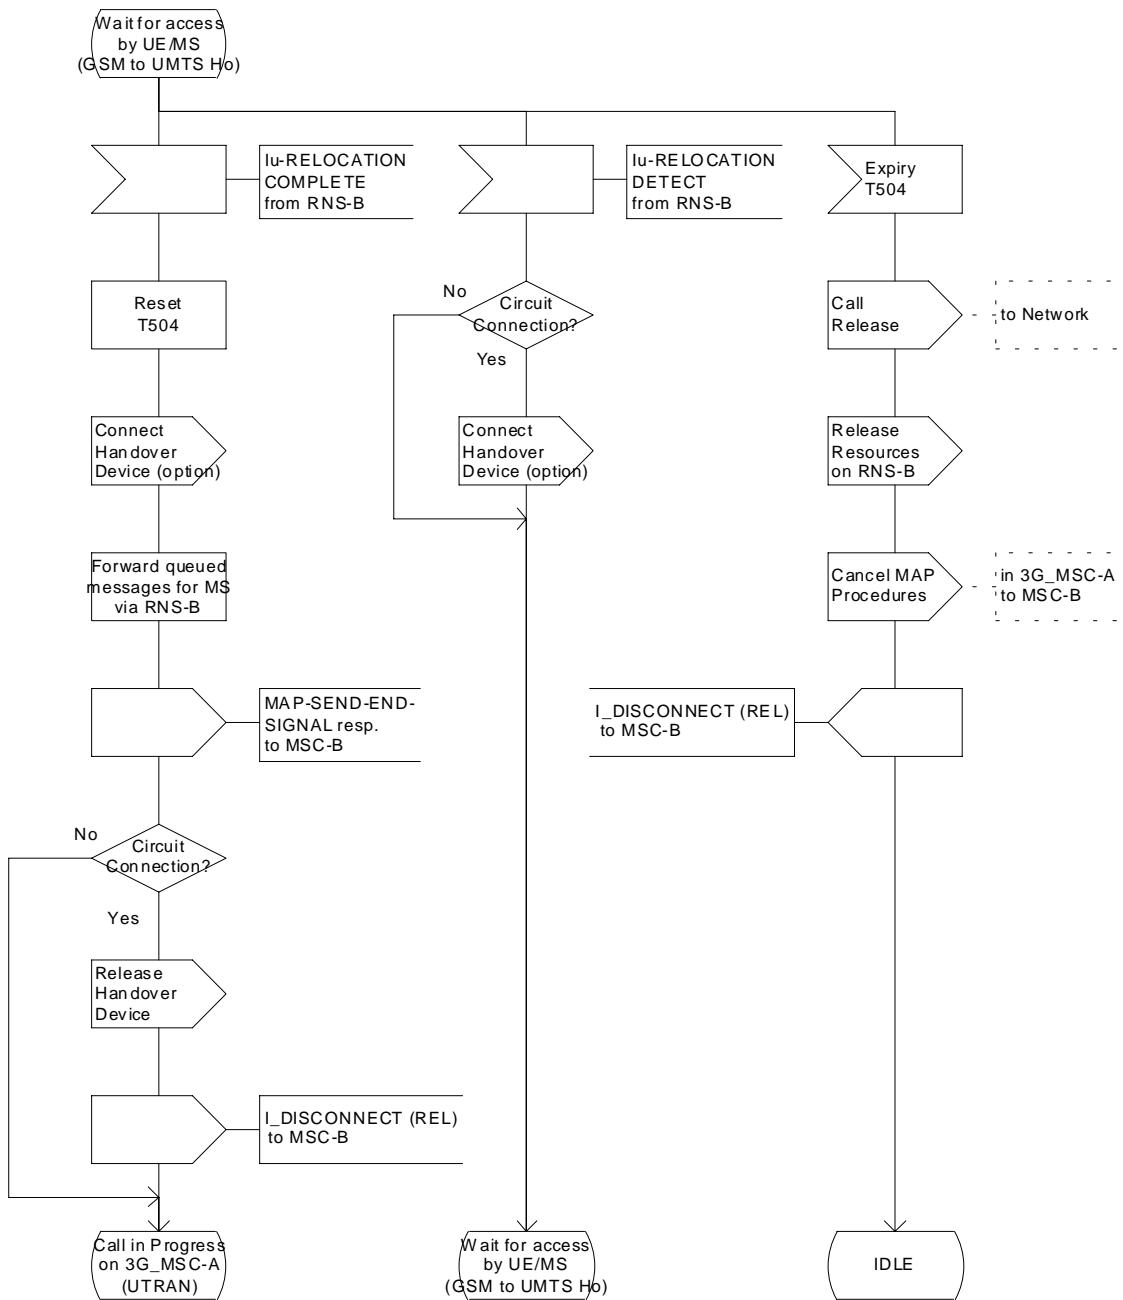 Wait for access
by UE/MS
(GSM to UMTS Ho)
Iu-RELOCATION
COMPLETE
from RNS-B
Iu-RELOCATION
DETECT
from RNS-B
Expiry
T504
Reset
T504
No
Circuit
Connection?
Yes
Call
Release
to Network
Connect
Handover
Device (option)
Connect
Handover
Device (option)
Release
Resources
on RNS-B
Forward queued
messages for MS
via RNS-B
Cancel MAP
Procedures
in 3G_MSC-A
to MSC-B
MAP-SEND-END-
SIGNAL resp.
to MSC-B
I_DISCONNECT (REL)
to MSC-B
No
Circuit
Connection?
Yes
Release
Handover
Device
I_DISCONNECT (REL)
to MSC-B
Call in Progress
on 3G_MSC-A
(UTRAN)
Wait for access
by UE/MS
(GSM to UMTS Ho)
IDLE